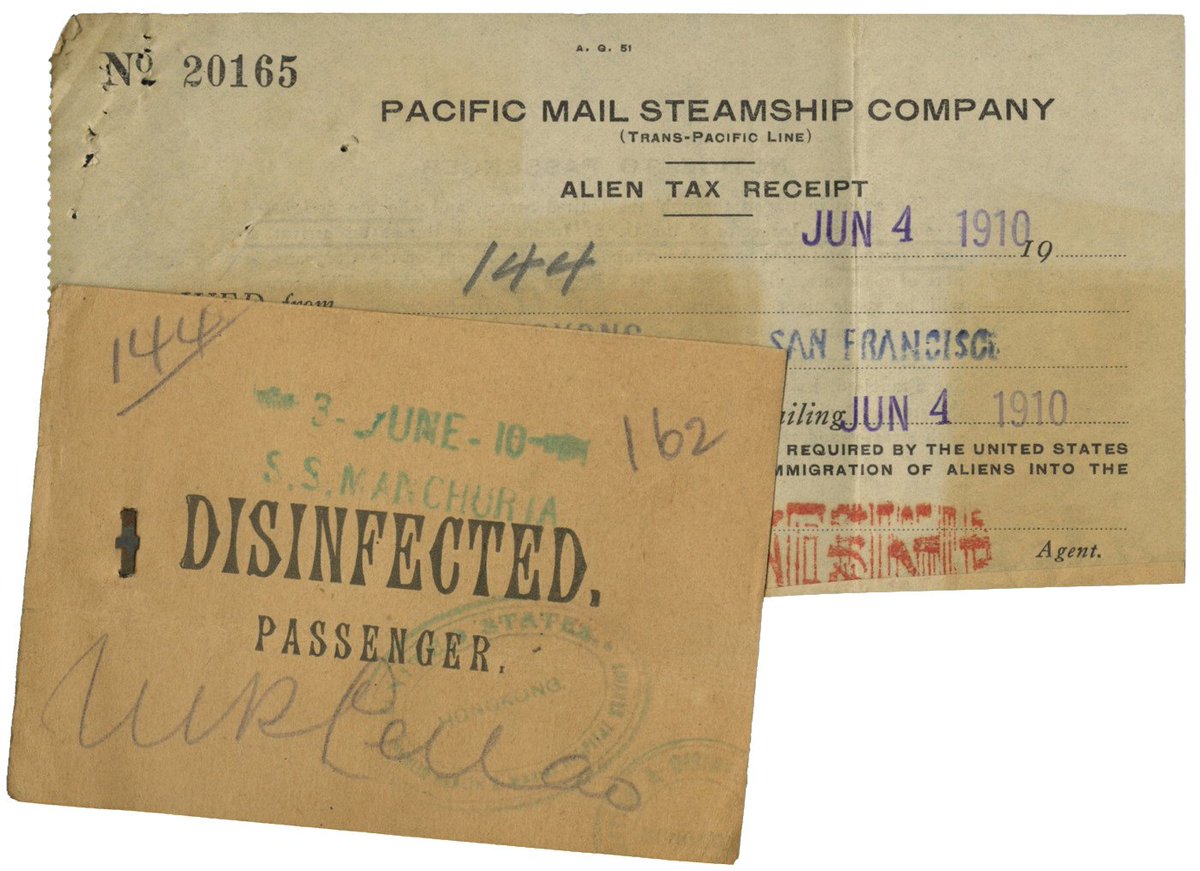 A. G. 51
No 20165
PACIFIC MAIL STEAMSHIP COMPANY
(TRANS-PACIFIC LINE)
ALIEN TAX RECEIPT
JUN 4 1910 19
144
from
SAN FRANCISCO
ailing JUN 4 1910
REQUIRED BY THE UNITED STATES
MMIGRATION OF ALIENS INTO THE
Agent.
144
3-JUNE-10
162
S.S. MANCHURIA
DISINFECTED.
PASSENGER.
STATES
HONGKONG.